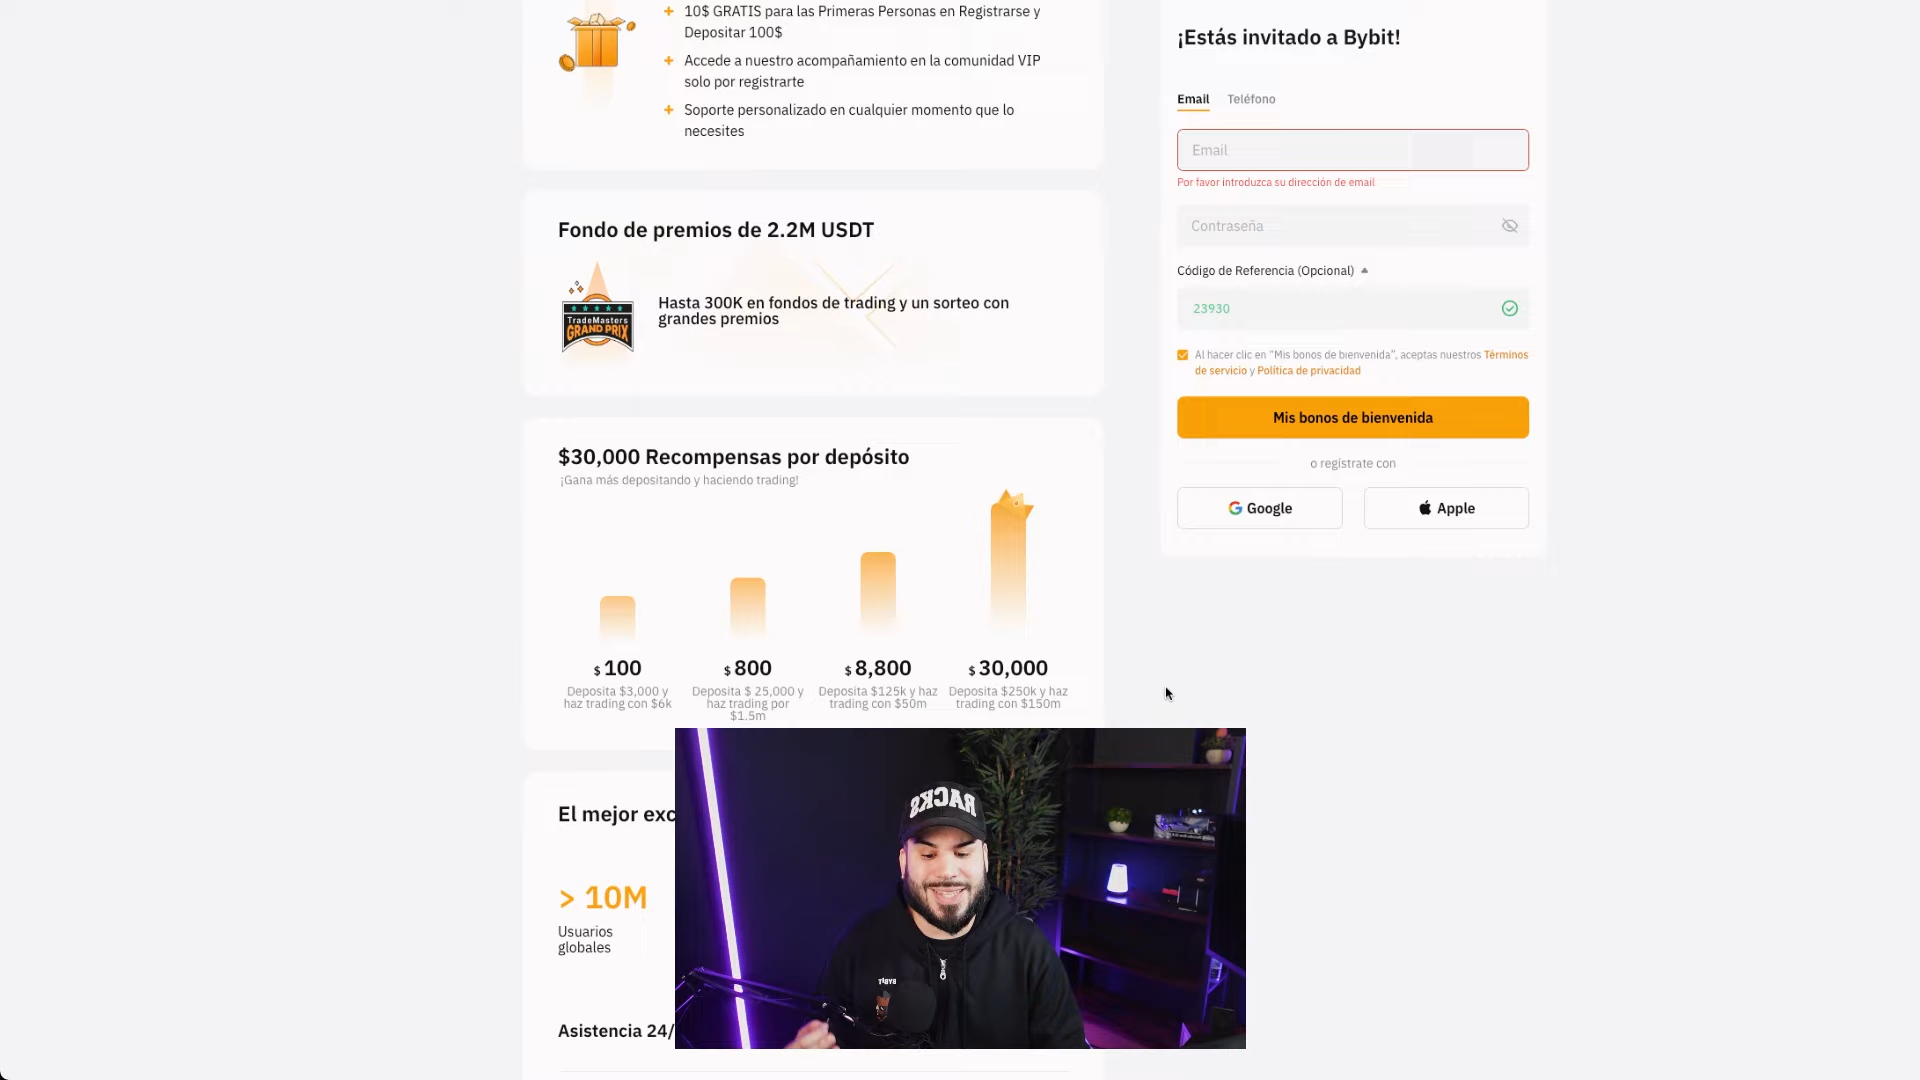 10$ GRATIS para las Primeras Personas en Registrarse y
Depositar 100$
Accede a nuestro acompañamiento en la comunidad VIP
solo por registrarte
Soporte personalizado en cualquier momento que lo
necesites
Fondo de premios de 2.2M USDT
TradeMasters
GRAND PRIX
Hasta 300K en fondos de trading y un sorteo con
grandes premios
$30,000 Recompensas por depósito
¡Gana más depositando y haciendo trading!
$ 100
Deposita $3,000 y
haz trading con $6k
$ 800
Deposita $ 25,000 y
haz trading por
$1.5m
$ 8,800
Deposita $125k y haz
trading con $50m
$ 30,000
Deposita $250k y haz
trading con $150m
El mejor exc
> 10M
Usuarios
globales
Asistencia 24/
¡Estás invitado a Bybit!
Email Teléfono
Email
Por favor introduzca su dirección de email
Contraseña
Código de Referencia (Opcional)
23930
Al hacer clic en “Mis bonos de bienvenida”, aceptas nuestros Términos
de servicio y Política de privacidad
Mis bonos de bienvenida
o regístrate con
Google
Apple
RACKS
BYBIT